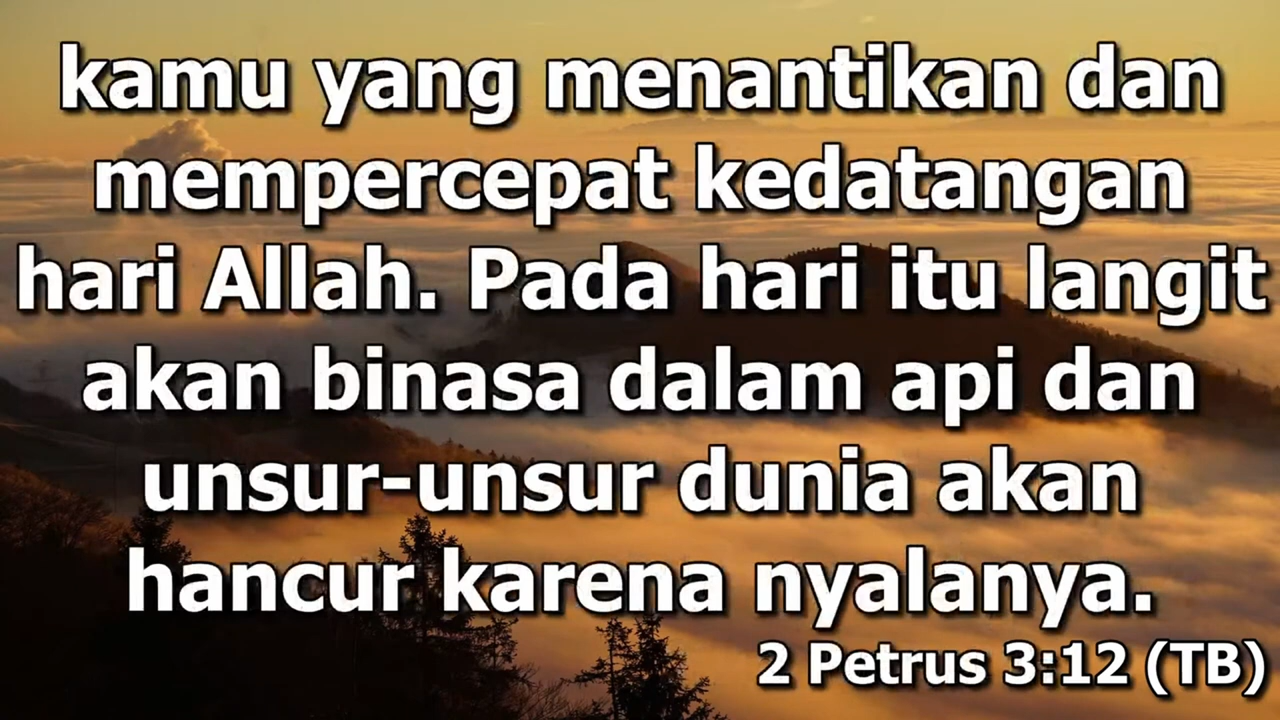 kamu yang menantikan dan
mempercepat kedatangan
hari Allah. Pada hari itu langit
akan binasa dalam api dan
unsur-unsur dunia akan
hancur karena nyalanya.
2 Petrus 3:12 (TB)